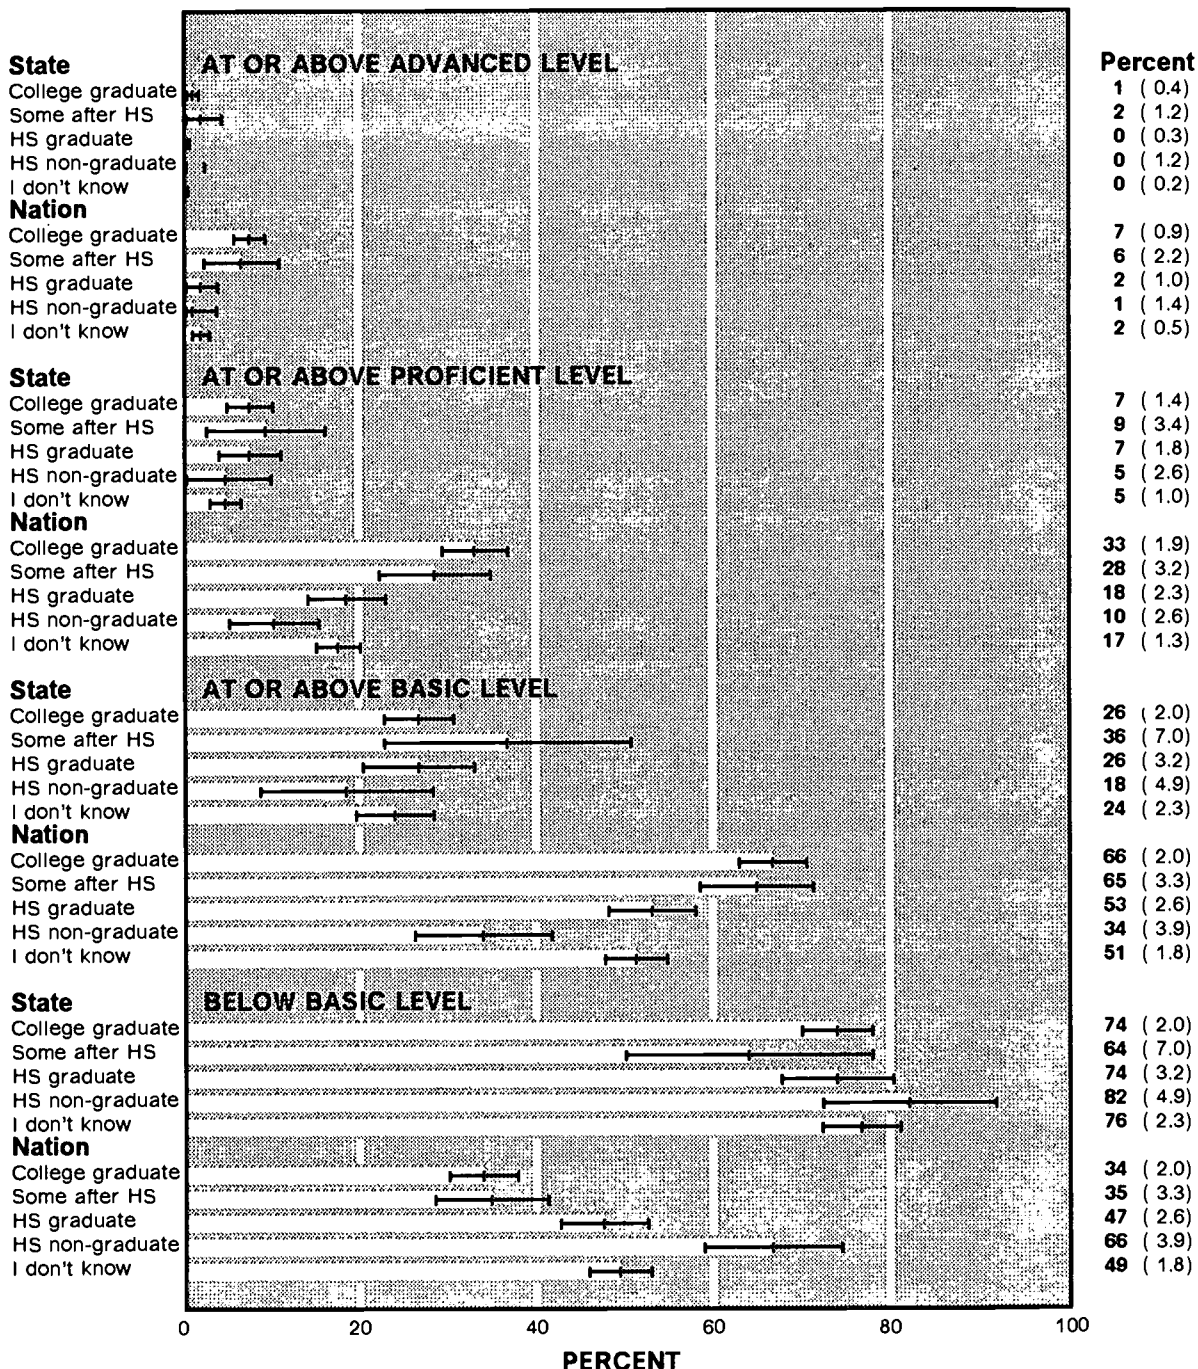 State AT OR ABOVE ADVANCED LEVEL Percent
College graduate 1 ( 0.4)
Some after HS 2 ( 1.2)
HS graduate 0 ( 0.3)
HS non-graduate 0 ( 1.2)
I don't know 0 ( 0.2)
Nation
College graduate 7 ( 0.9)
Some after HS 6 ( 2.2)
HS graduate 2 ( 1.0)
HS non-graduate 1 ( 1.4)
I don't know 2 ( 0.5)
State AT OR ABOVE PROFICIENT LEVEL
College graduate 7 ( 1.4)
Some after HS 9 ( 3.4)
HS graduate 7 ( 1.8)
HS non-graduate 5 ( 2.6)
I don't know 5 ( 1.0)
Nation
College graduate 33 ( 1.9)
Some after HS 28 ( 3.2)
HS graduate 18 ( 2.3)
HS non-graduate 10 ( 2.6)
I don't know 17 ( 1.3)
State AT OR ABOVE BASIC LEVEL
College graduate 26 ( 2.0)
Some after HS 36 ( 7.0)
HS graduate 26 ( 3.2)
HS non-graduate 18 ( 4.9)
I don't know 24 ( 2.3)
Nation
College graduate 66 ( 2.0)
Some after HS 65 ( 3.3)
HS graduate 53 ( 2.6)
HS non-graduate 34 ( 3.9)
I don't know 51 ( 1.8)
State BELOW BASIC LEVEL
College graduate 74 ( 2.0)
Some after HS 64 ( 7.0)
HS graduate 74 ( 3.2)
HS non-graduate 82 ( 4.9)
I don't know 76 ( 2.3)
Nation
College graduate 34 ( 2.0)
Some after HS 35 ( 3.3)
HS graduate 47 ( 2.6)
HS non-graduate 66 ( 3.9)
I don't know 49 ( 1.8)
0 20 40 60 80 100
PERCENT